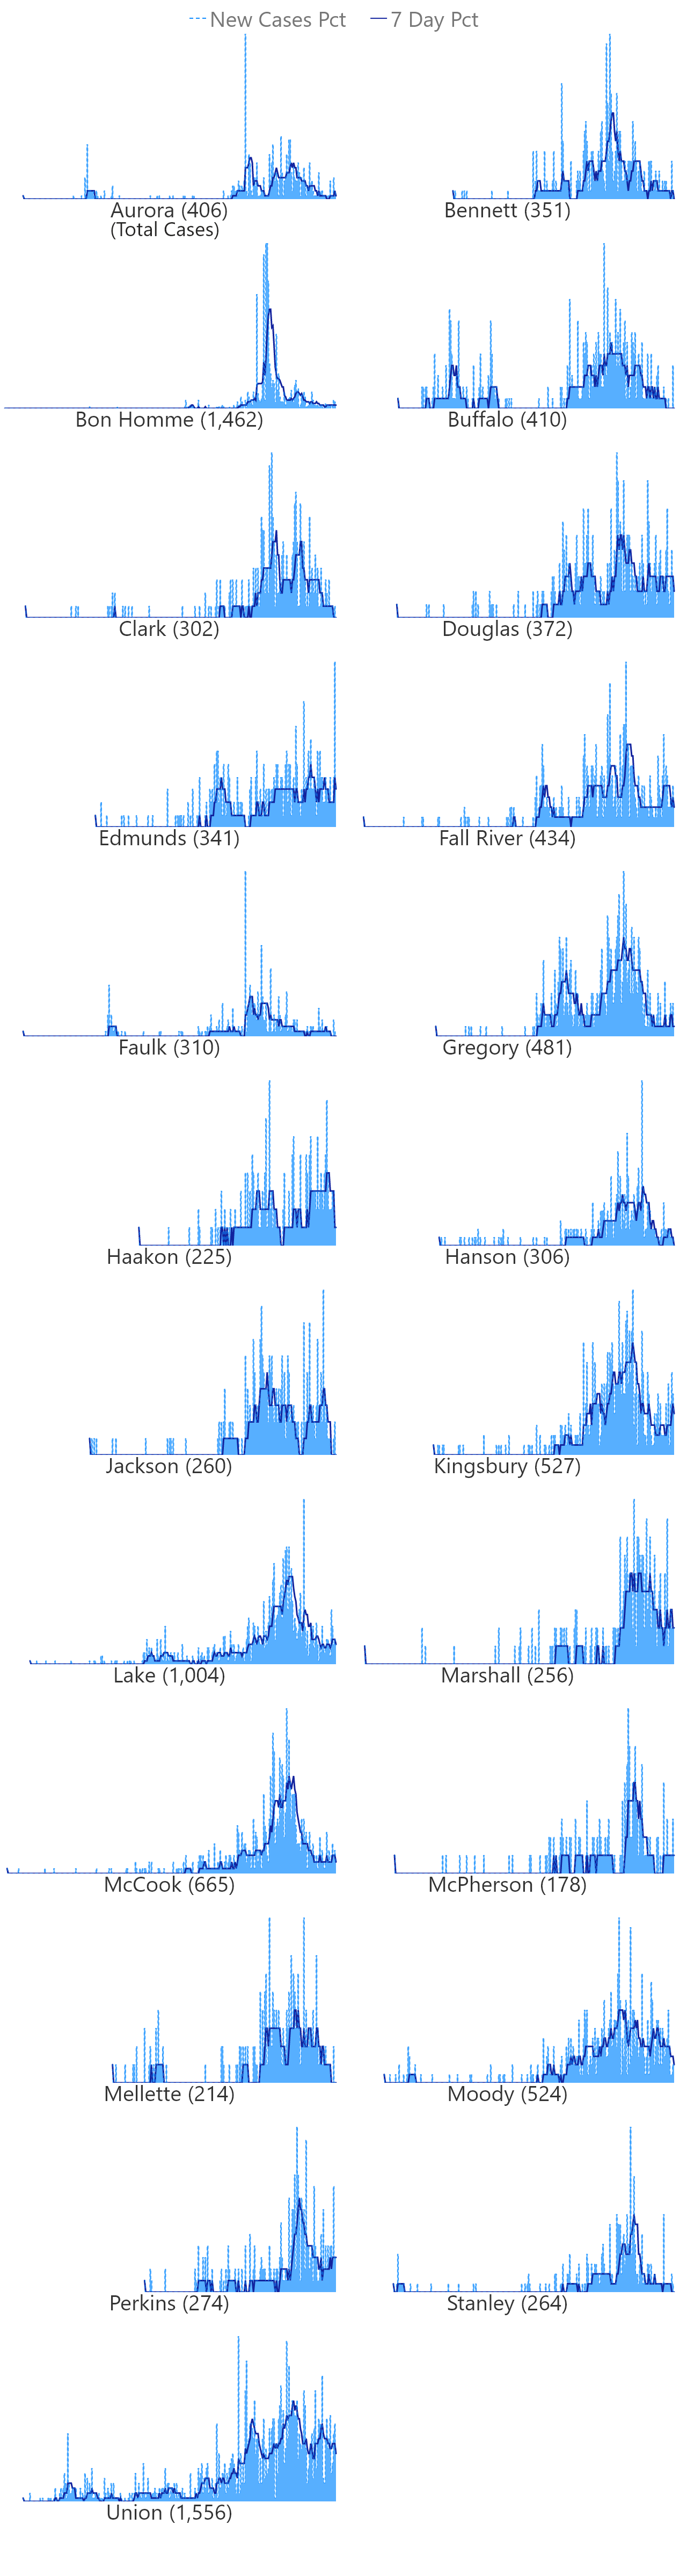 New Cases Pct 7 Day Pct
Aurora (406) Bennett (351)
(Total Cases)
Bon Homme (1,462) Buffalo (410)
Clark (302) Douglas (372)
Edmunds (341) Fall River (434)
Faulk (310) Gregory (481)
Haakon (225) Hanson (306)
Jackson (260) Kingsbury (527)
Lake (1,004) Marshall (256)
McCook (665) McPherson (178)
Mellette (214) Moody (524)
Perkins (274) Stanley (264)
Union (1,556)